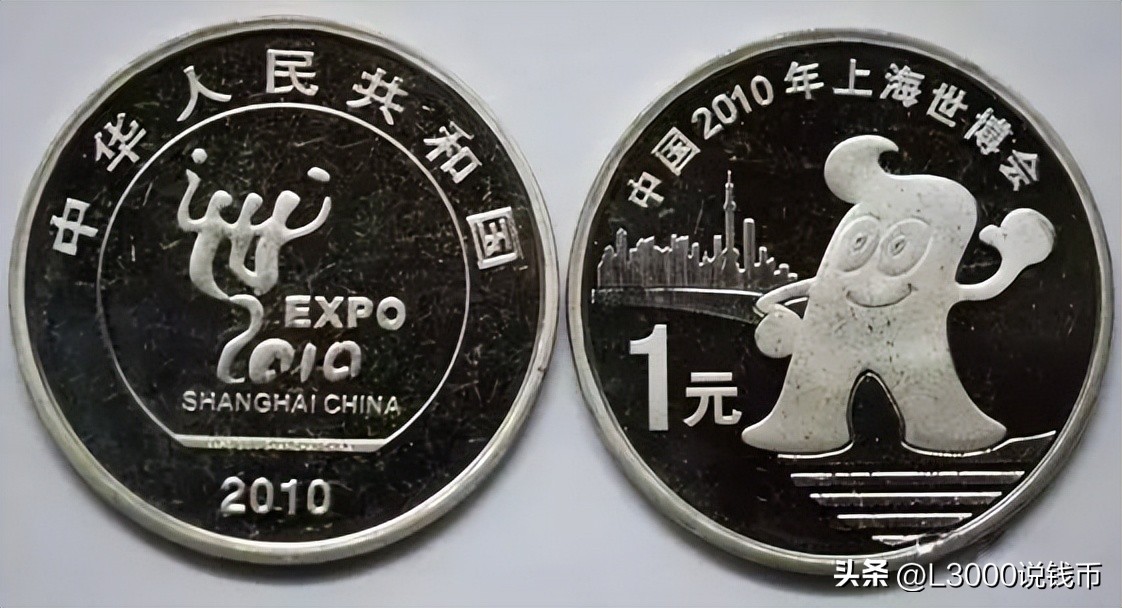 中华人民共和国
EXPO
2010
SHANGHAI CHINA
2010
中国2010年上海世博会
1元
头条 @L3000说钱币